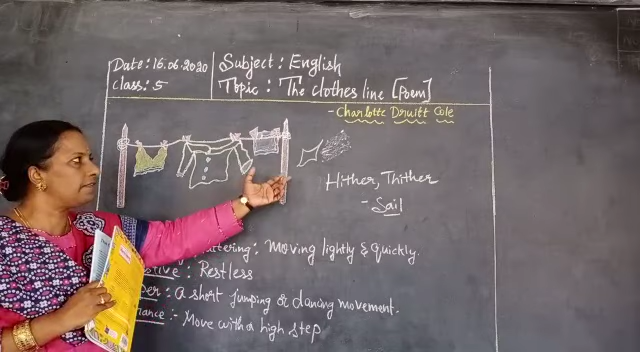 Date: 16.06.2020
Class: 5
Subject: English
Topic: The clothes line [Poem]
- Charlotte Druitt Cole
Hither, Thither
- Sail
: Moving lightly & quickly.
: Restless
: A short jumping or dancing movement.
:- Move with a high step